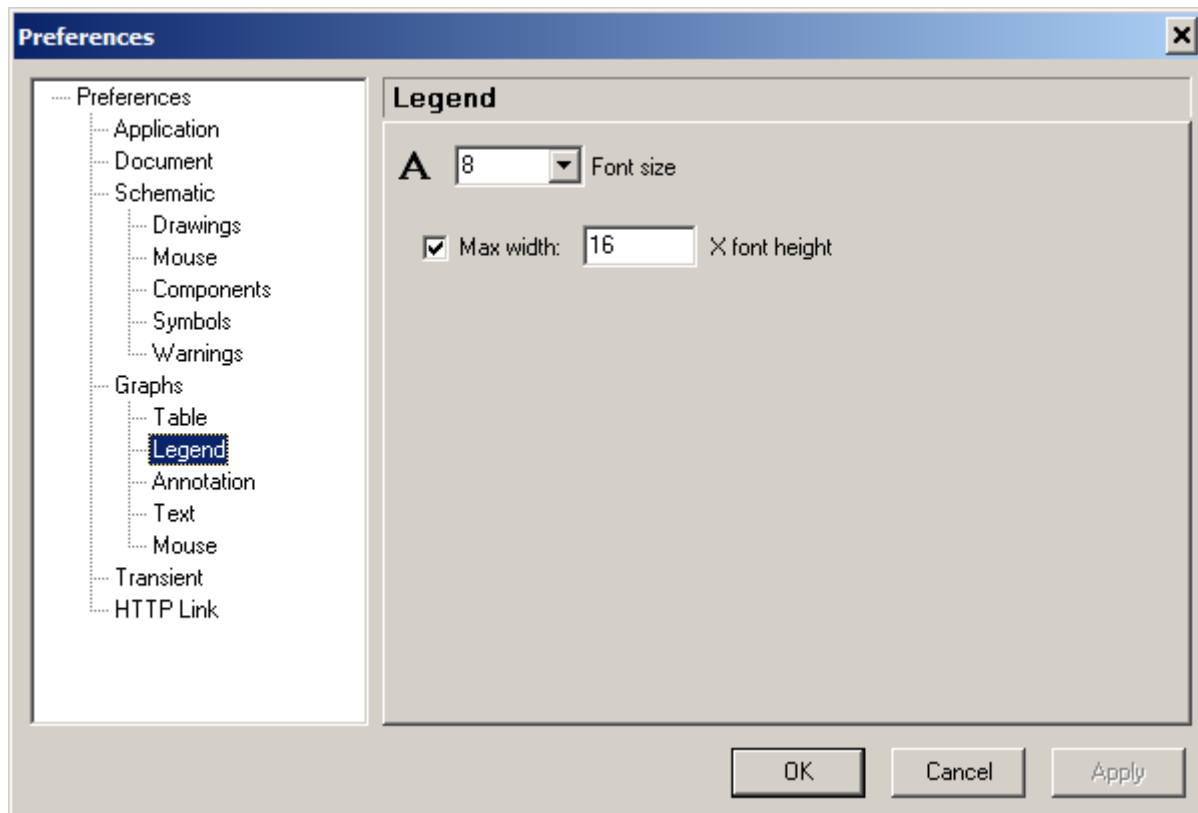 Preferences
Preferences
Application
Document
Schematic
Drawings
Mouse
Components
Symbols
Warnings
Graphs
Table
Legend
Annotation
Text
Mouse
Transient
HTTP Link
Legend
A 8 Font size
Max width: 16 X font height
OK Cancel Apply